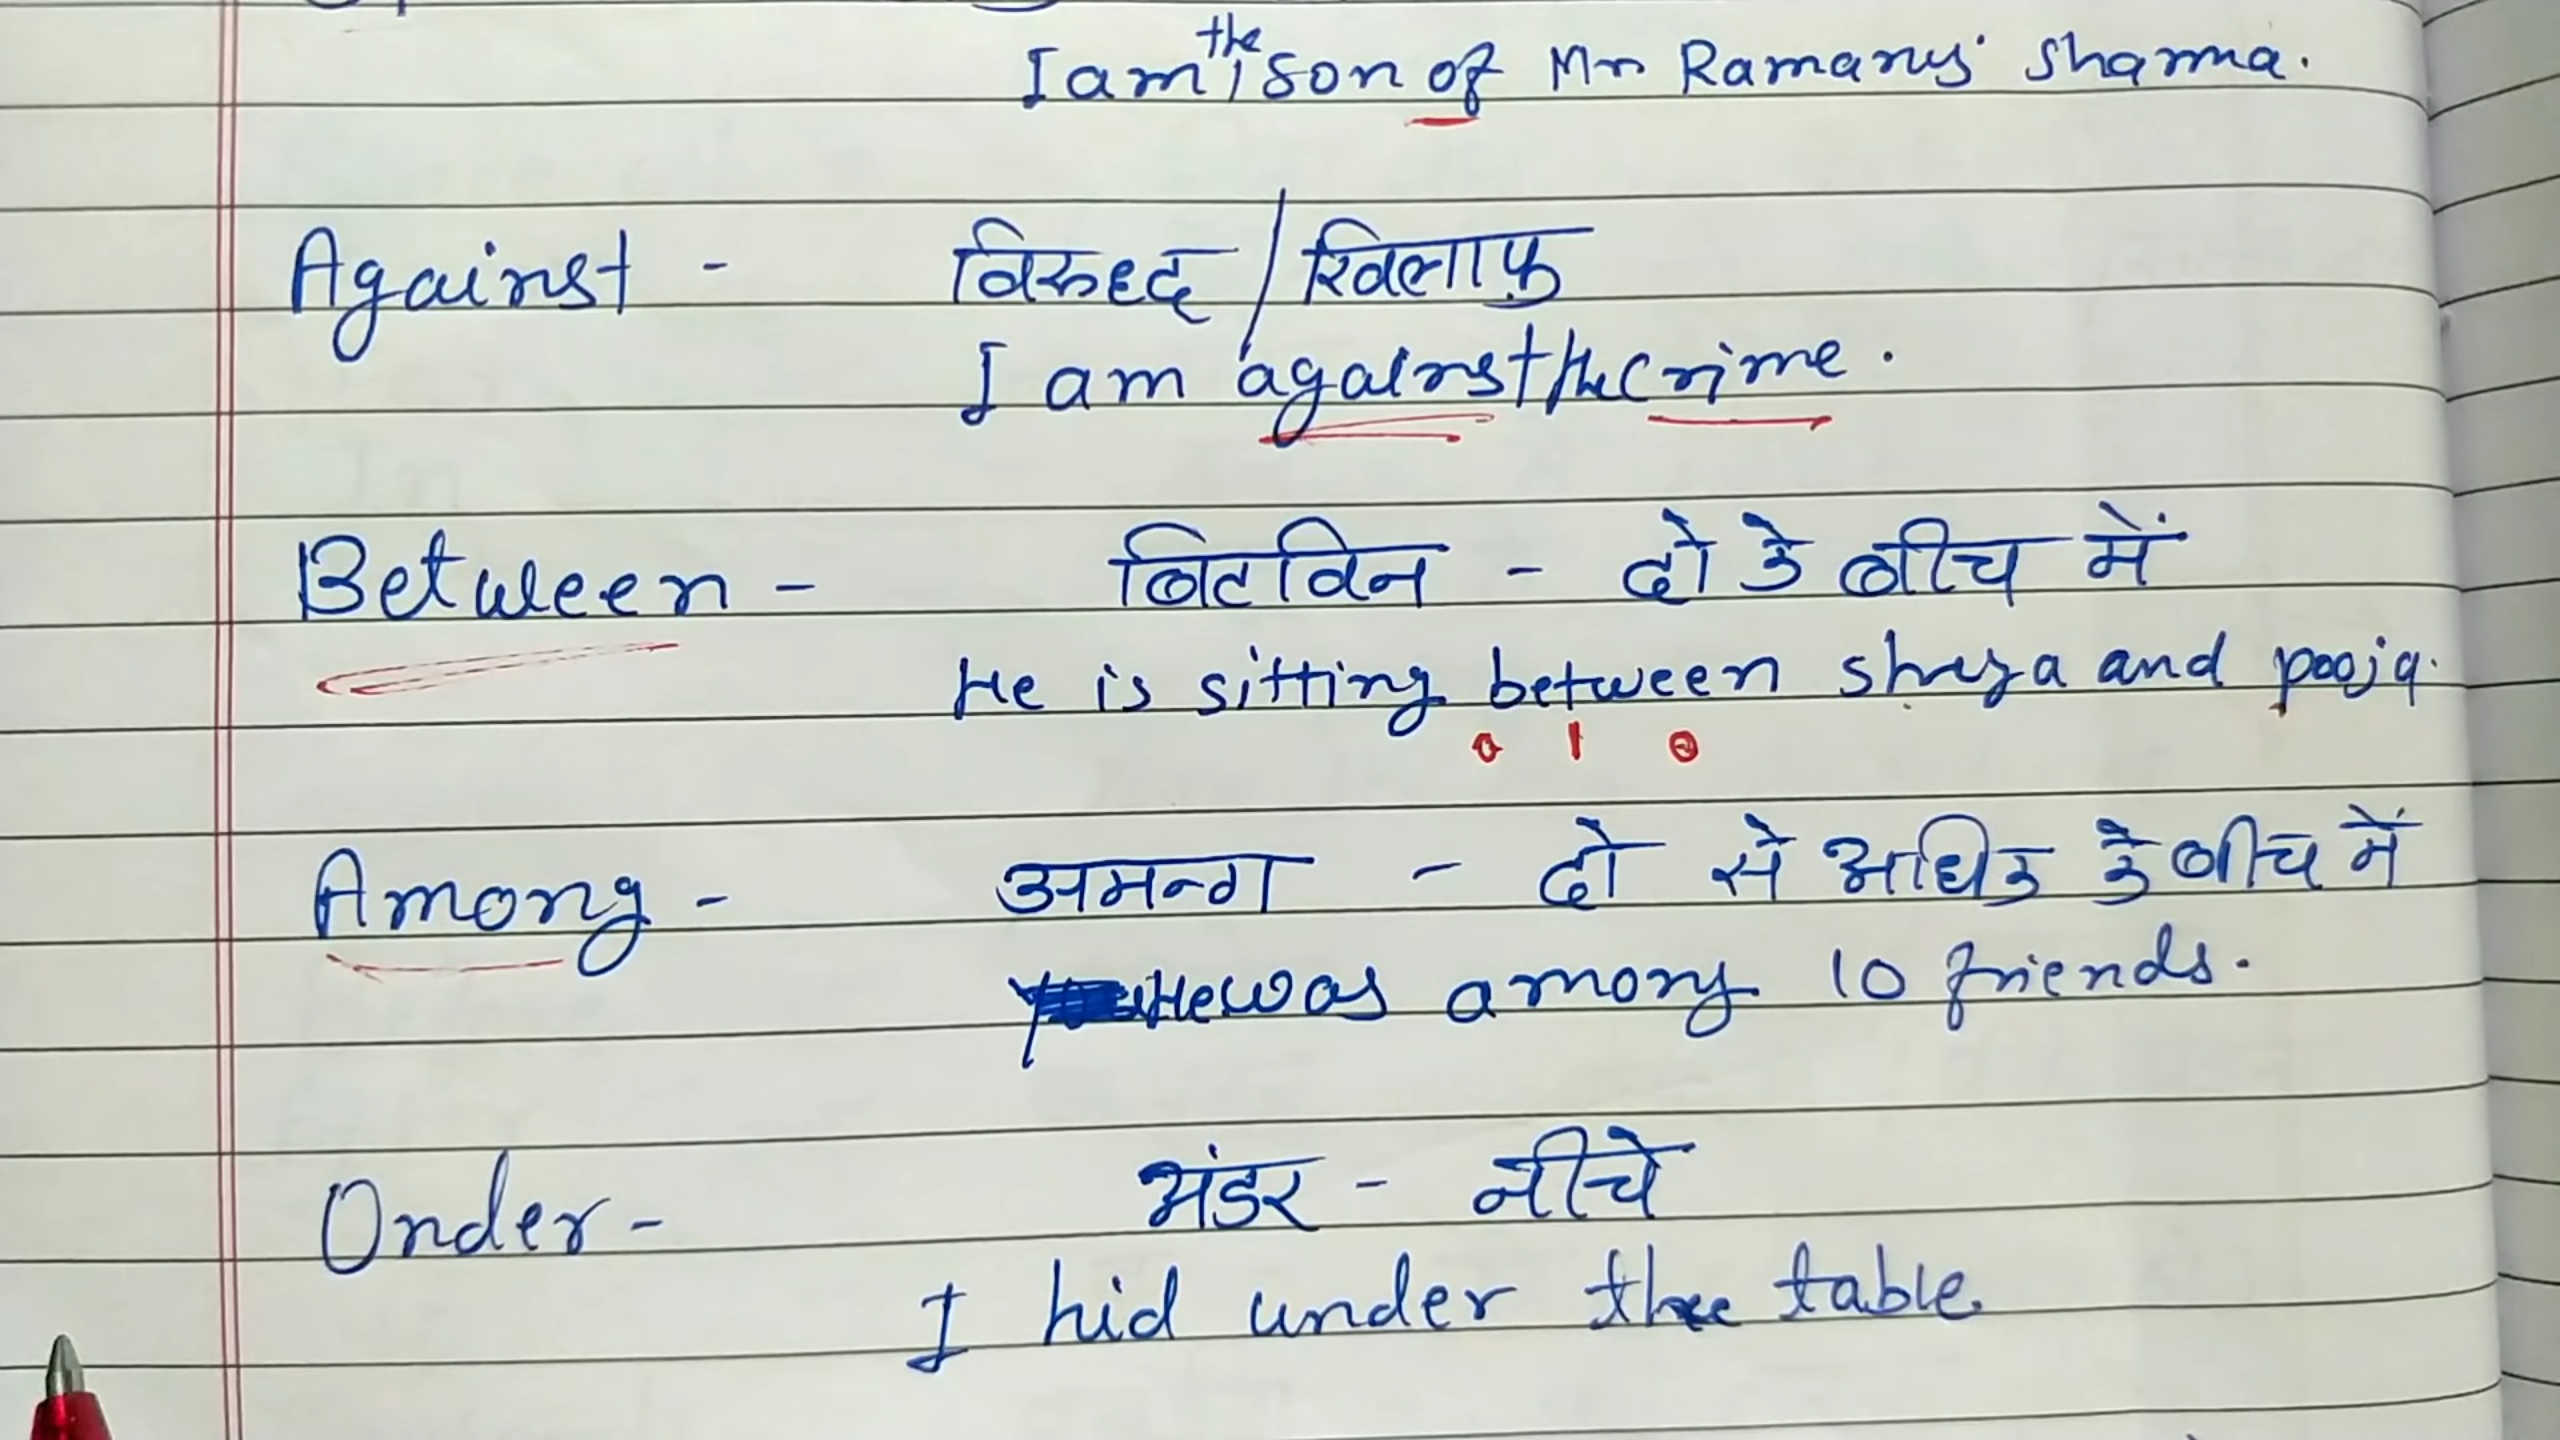 I am the son of Mr Ramanuj Sharma.
Against - विरुध्द / खिलाफ़
I am against the crime.
Between - बिटविन - दो के बीच में
He is sitting between shreya and pooja.
Among - अमन्ग - दो से अधिक के बीच में
He was among 10 friends.
Onder - अंडर - नीचे
I hid under the table.